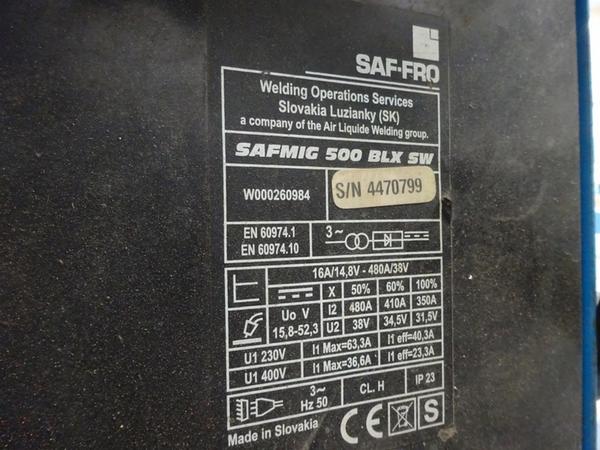 SAF-FRO
Welding Operations Services
Slovakia Luzianky (SK)
a company of the Air Liquide Welding group.
SAFMIG 500 BLX SW
W000260984
S/N 4470799
EN 60974.1
EN 60974.10
3~
16A/14,8V - 480A/38V
X 50% 60% 100%
Uo V
15,8-52,3
I2 480A 410A 350A
U2 38V 34,5V 31,5V
U1 230V I1 Max=63,3A I1 eff=40,3A
U1 400V I1 Max=36,6A I1 eff=23,3A
3~
Hz 50
CL. H
IP 23
Made in Slovakia
CE
S